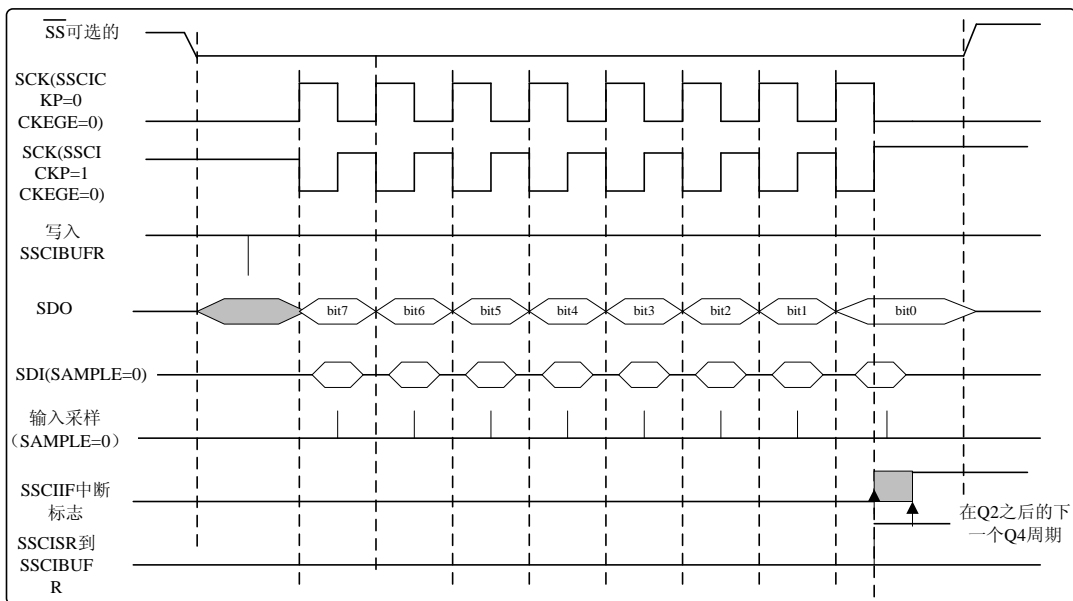 SS可选的
SCK(SSCIC
KP=0
CKEGE=0)
SCK(SSCI
CKP=1
CKEGE=0)
写入
SSCIBUFR
SDO
bit7 bit6 bit5 bit4 bit3 bit2 bit1 bit0
SDI(SAMPLE=0)
输入采样
（SAMPLE=0）
SSCIIF中断
标志
在Q2之后的下
一个Q4周期
SSCISR到
SSCIBUF
R